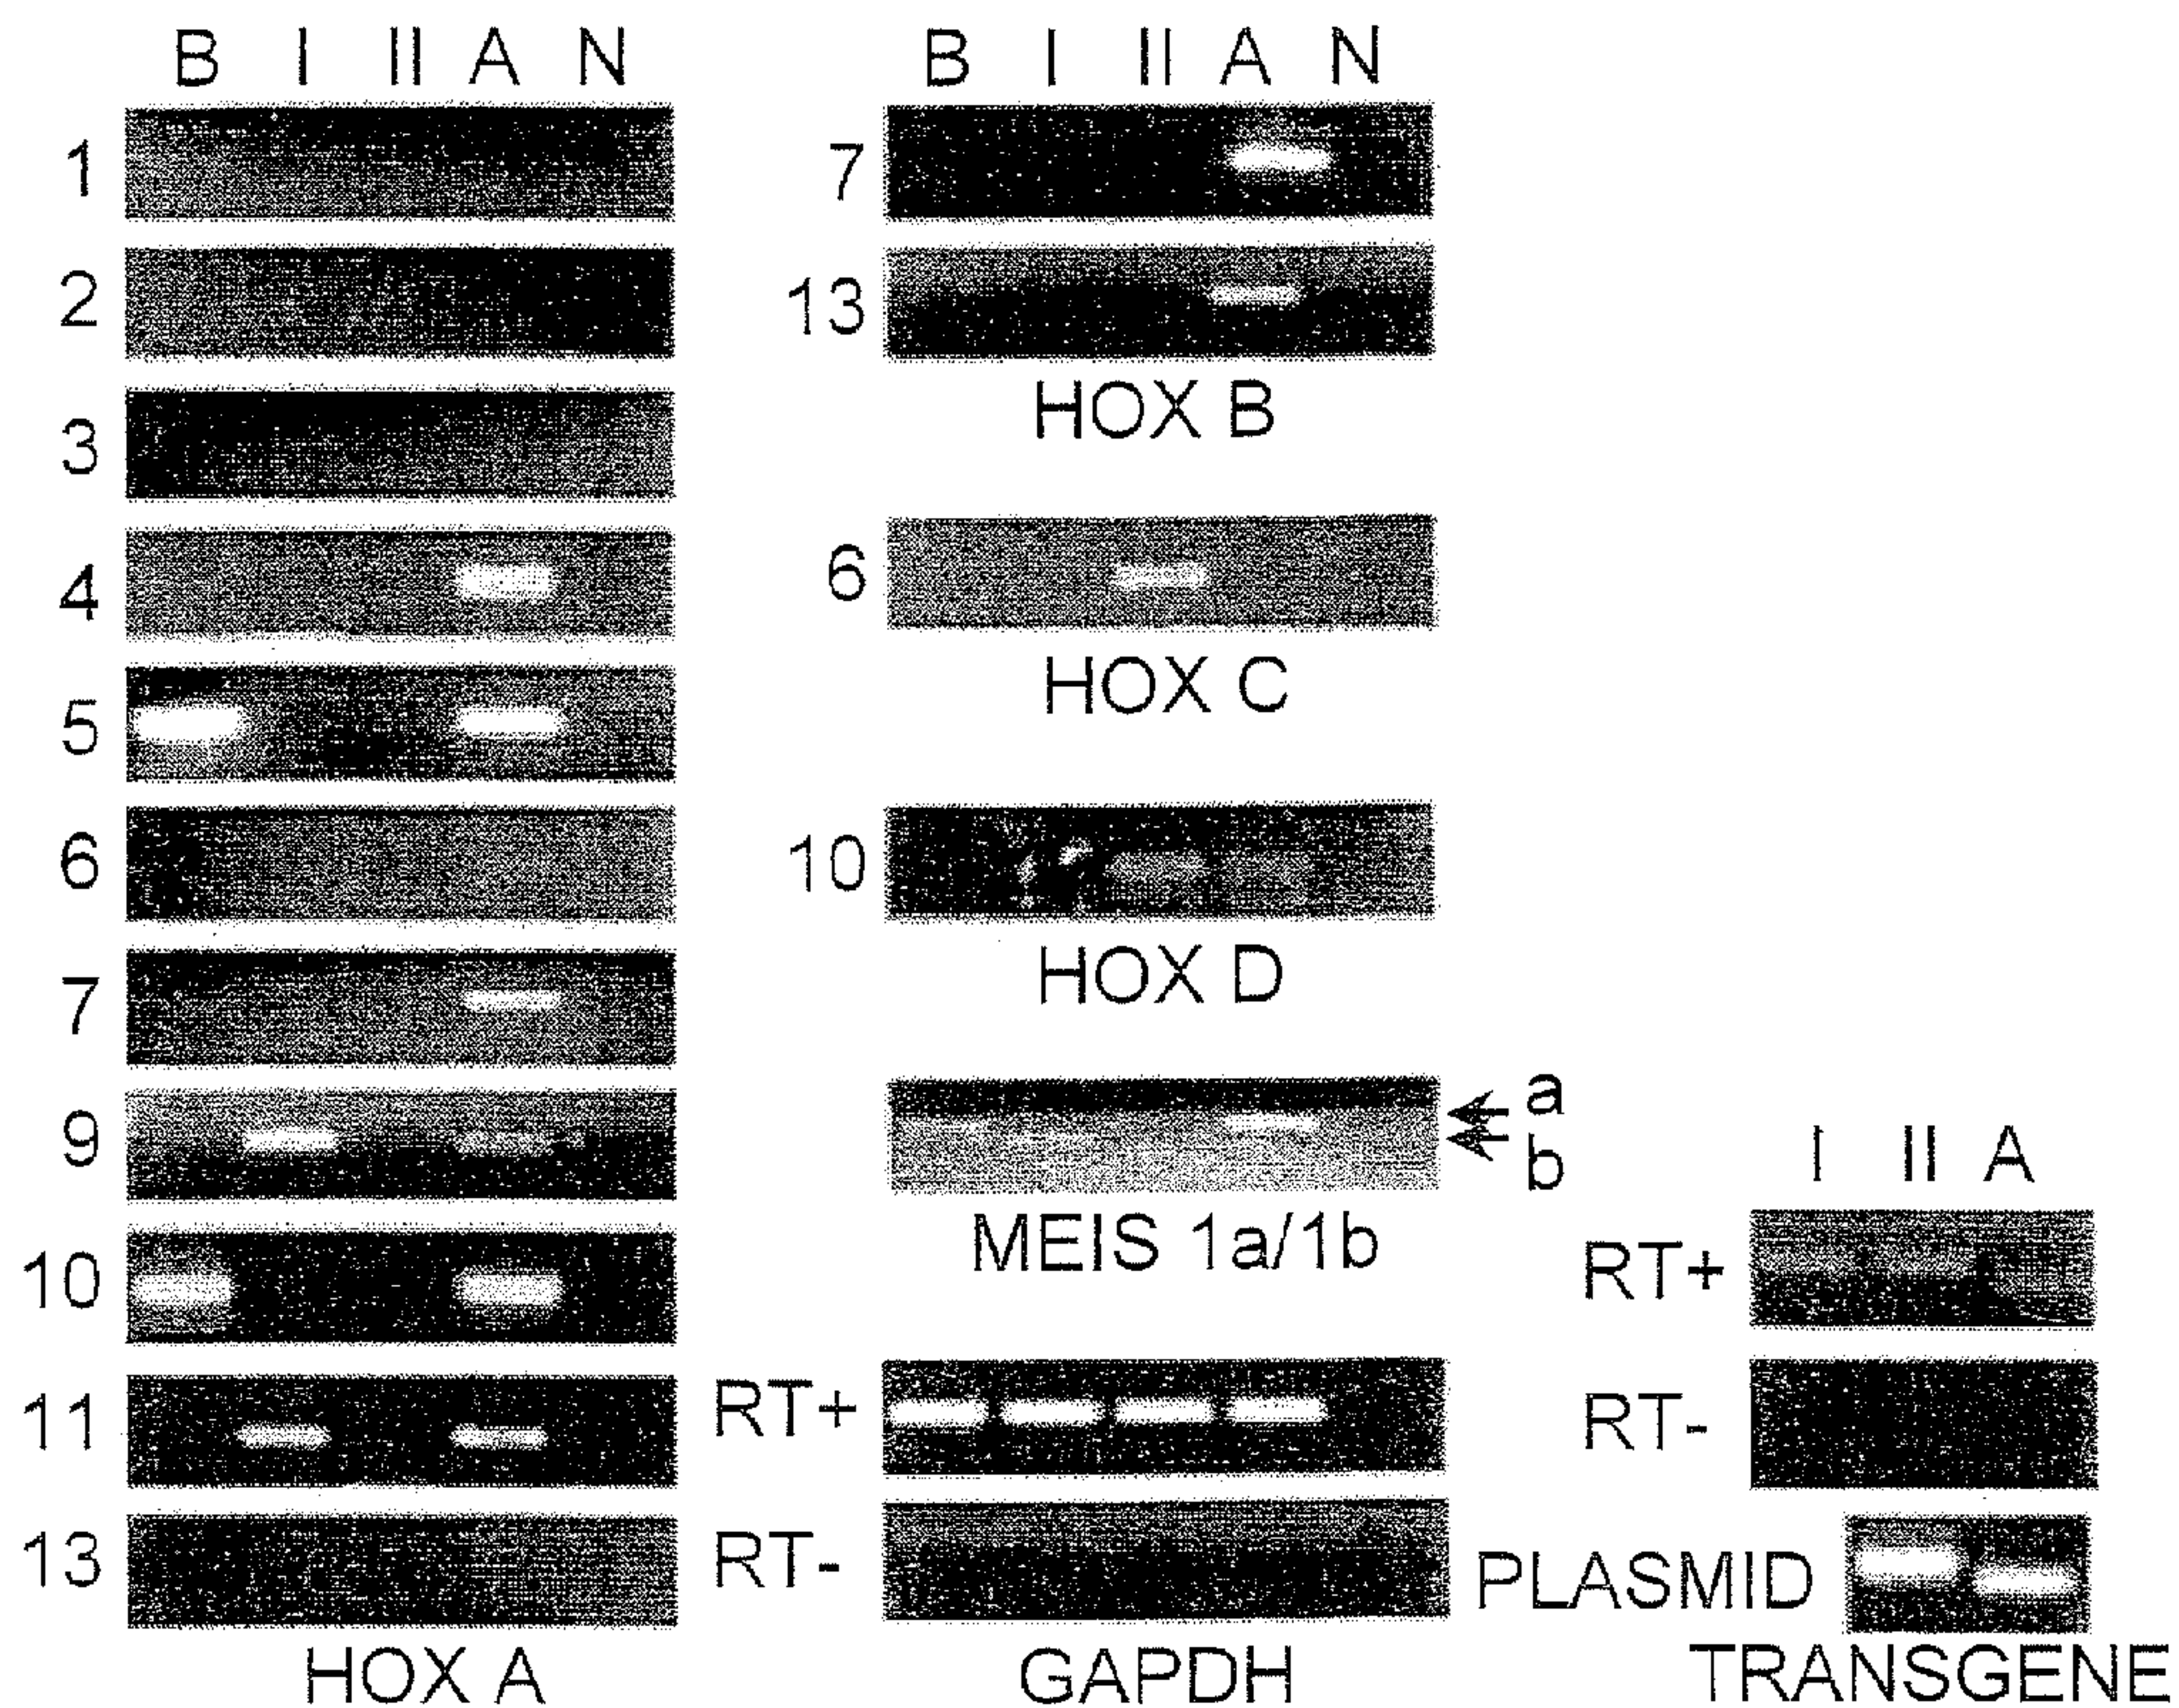 B I II A N
1
2
3
4
5
6
7
9
10
11
13
HOX A
B I II A N
7
13
HOX B
6
HOX C
10
HOX D
a
b
MEIS 1a/1b
RT+
RT-
GAPDH
I II A
RT+
RT-
PLASMID
TRANSGENE